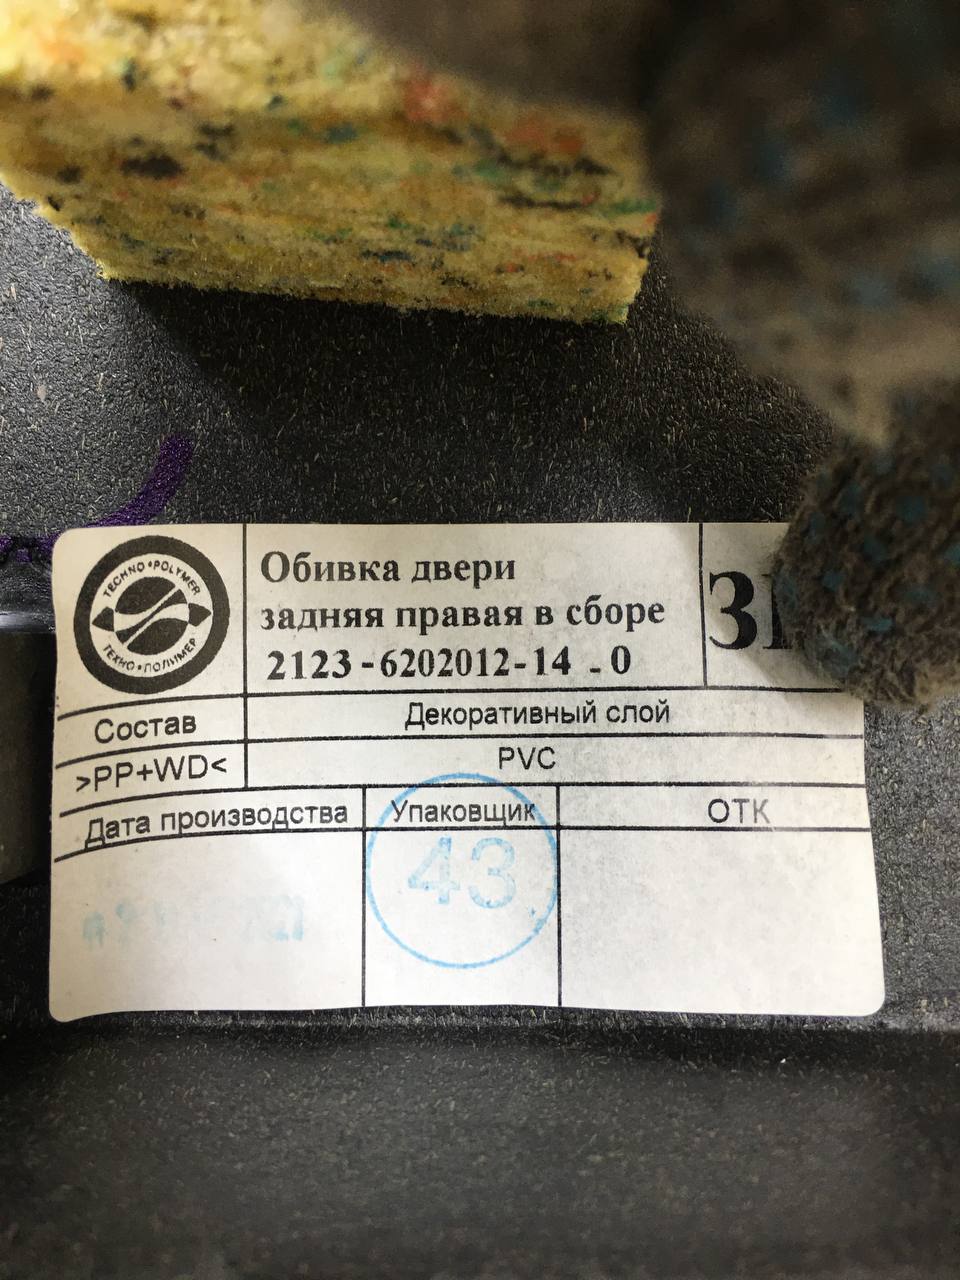 TECHNO•POLYMER
ТЕХНО•ПОЛИМЕР
Обивка двери
задняя правая в сборе
2123-6202012-14 -0
Состав
Декоративный слой
>PP+WD<
PVC
Дата производства
Упаковщик
ОТК
43